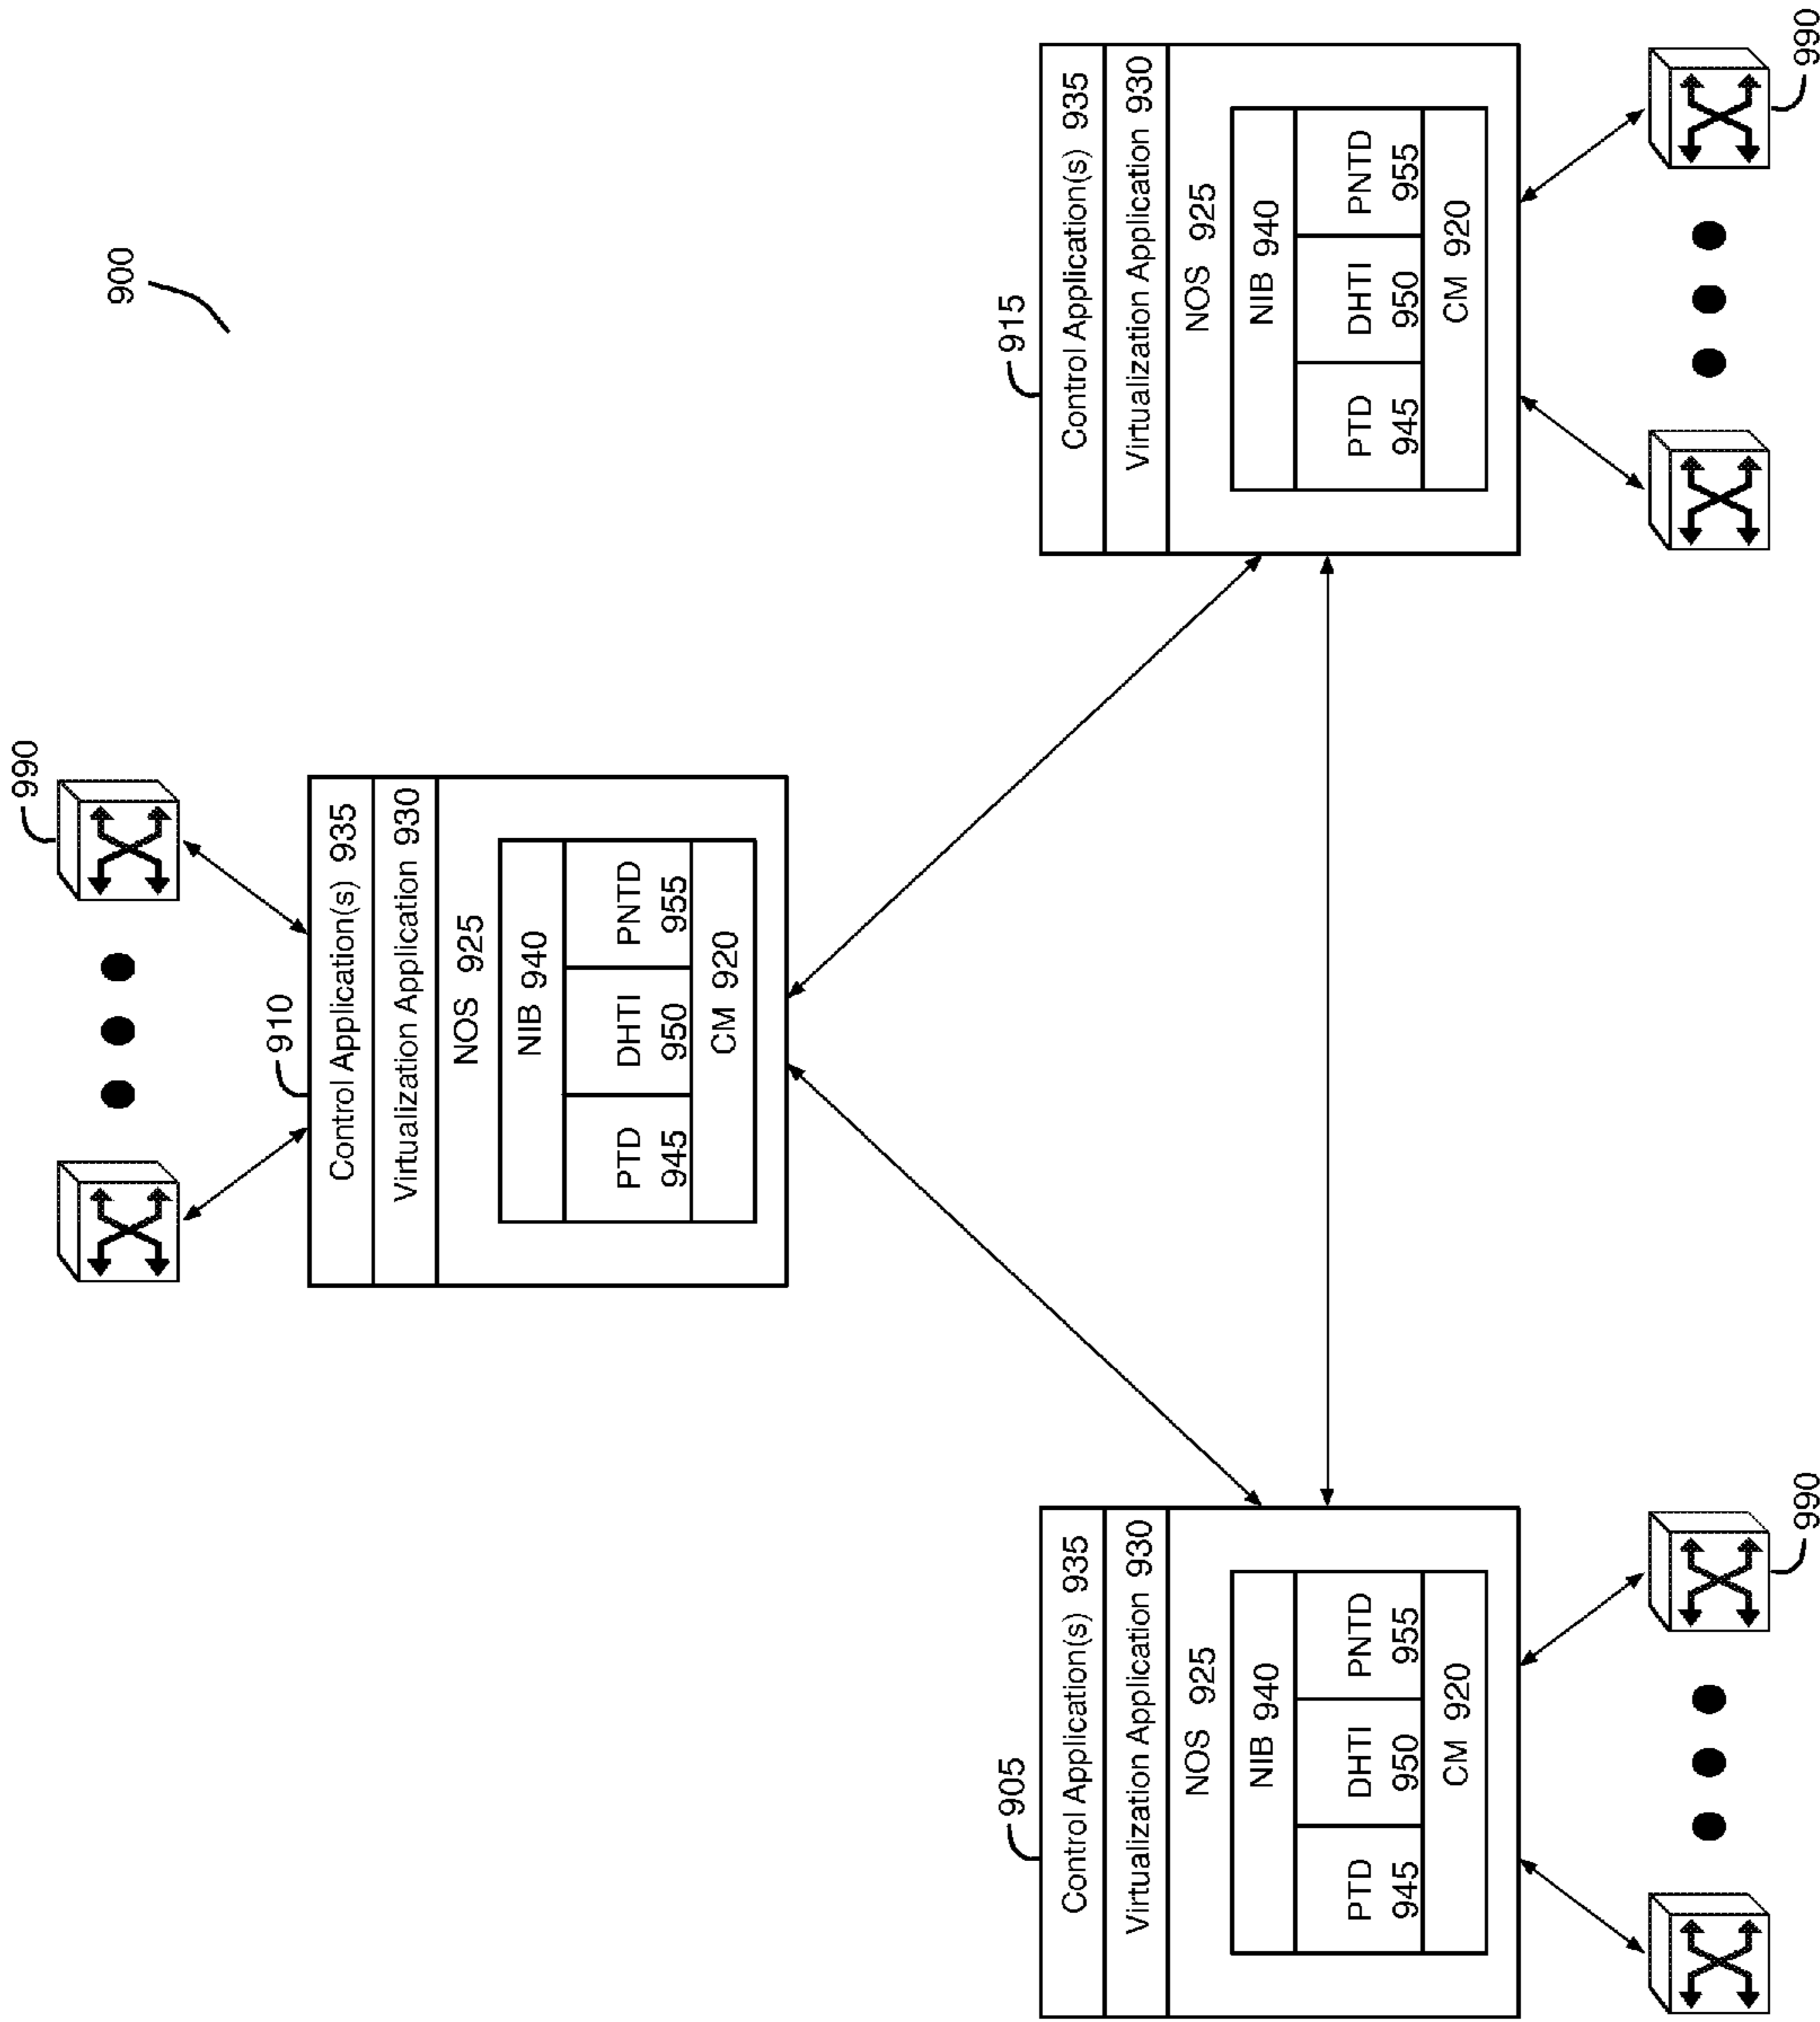 900
990
910
Control Application(s) 935
Virtualization Application 930
NOS 925
NIB 940
PTD 945
DHTI 950
PNTD 955
CM 920
905
Control Application(s) 935
Virtualization Application 930
NOS 925
NIB 940
PTD 945
DHTI 950
PNTD 955
CM 920
990
915
Control Application(s) 935
Virtualization Application 930
NOS 925
NIB 940
PTD 945
DHTI 950
PNTD 955
CM 920
990